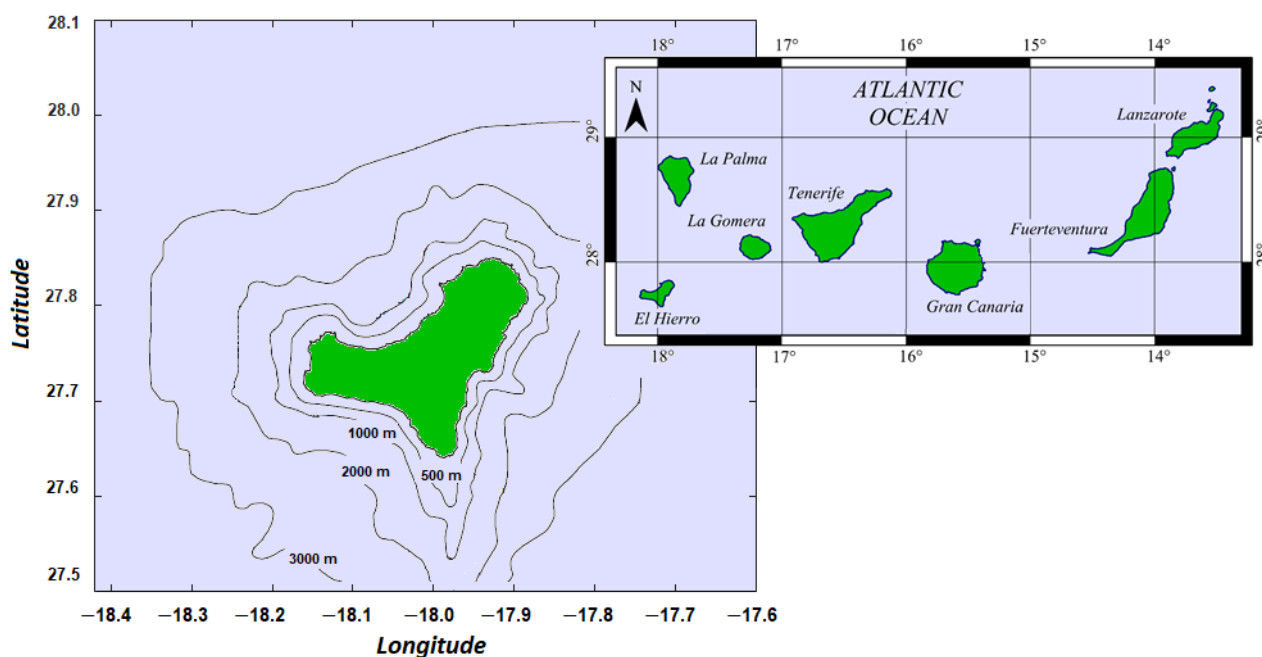 28.1
28.0
27.9
27.8
27.7
27.6
27.5
Latitude
−18.4
−18.3
−18.2
−18.1
−18.0
−17.9
−17.8
−17.7
−17.6
Longitude
1000 m
2000 m
500 m
3000 m
18°
17°
16°
15°
14°
N
ATLANTIC
OCEAN
Lanzarote
29°
29°
La Palma
Tenerife
La Gomera
Fuerteventura
28°
28°
El Hierro
Gran Canaria
18°
17°
16°
15°
14°